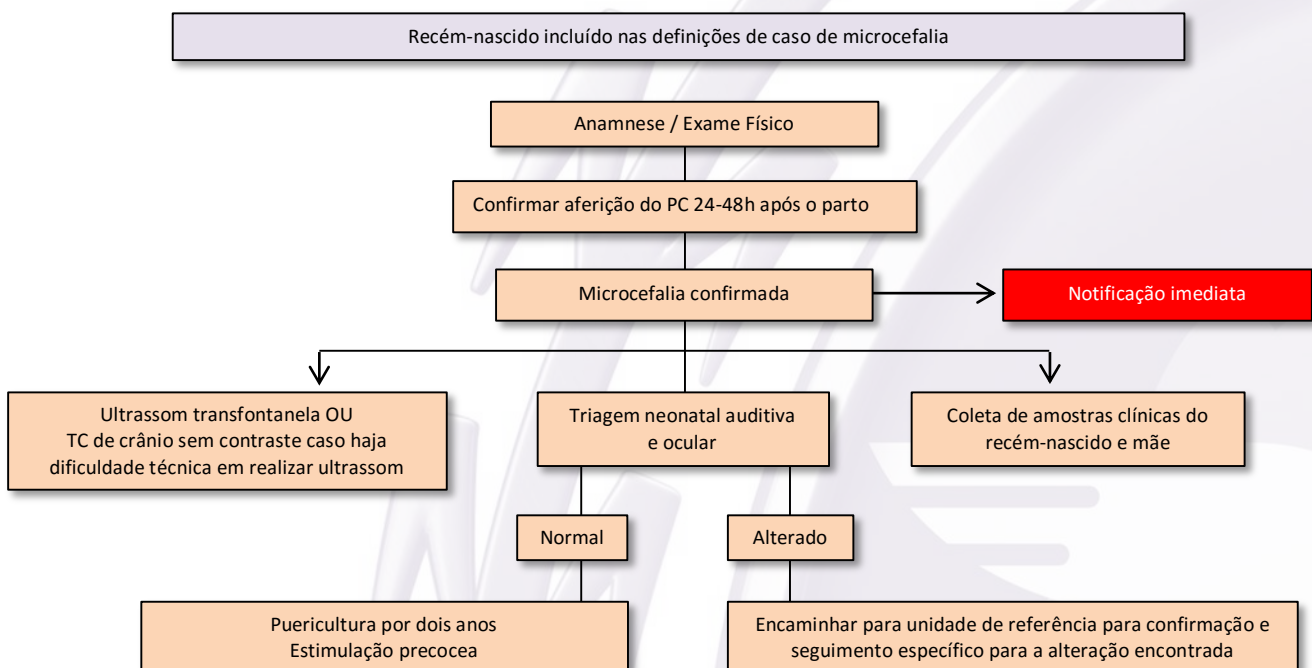 Recém-nascido incluído nas definições de caso de microcefalia
Anamnese / Exame Físico
Confirmar aferição do PC 24-48h após o parto
Microcefalia confirmada
Notificação imediata
Ultrassom transfontanela OU
TC de crânio sem contraste caso haja
dificuldade técnica em realizar ultrassom
Triagem neonatal auditiva
e ocular
Coleta de amostras clínicas do
recém-nascido e mãe
Normal
Alterado
Puericultura por dois anos
Estimulação precocea
Encaminhar para unidade de referência para confirmação e
seguimento específico para a alteração encontrada